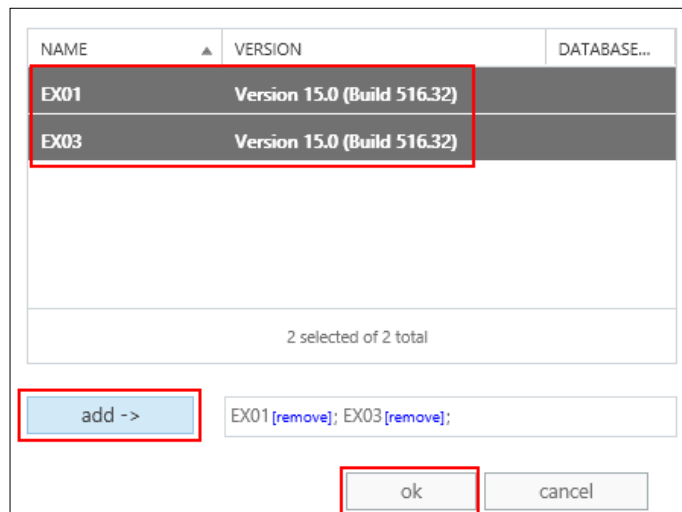 NAME VERSION DATABASE...
EX01 Version 15.0 (Build 516.32)
EX03 Version 15.0 (Build 516.32)
2 selected of 2 total
add -> EX01[remove]; EX03[remove];
ok cancel